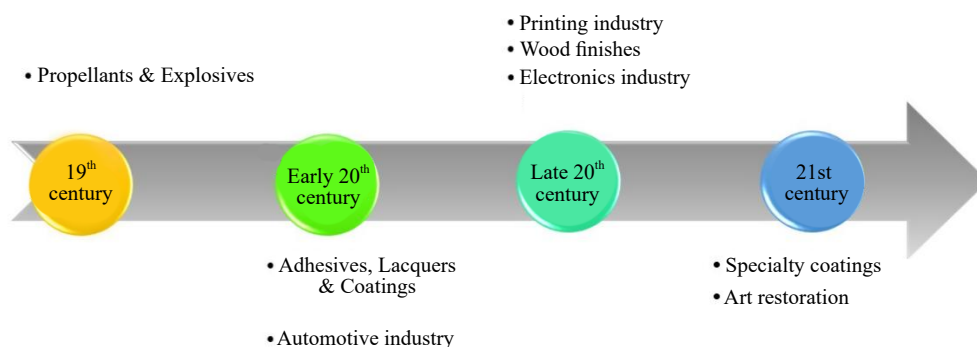 • Printing industry
• Wood finishes
• Electronics industry
• Propellants & Explosives
19th
century
Early 20th
century
Late 20th
century
21st
century
• Adhesives, Lacquers
& Coatings
• Automotive industry
• Specialty coatings
• Art restoration